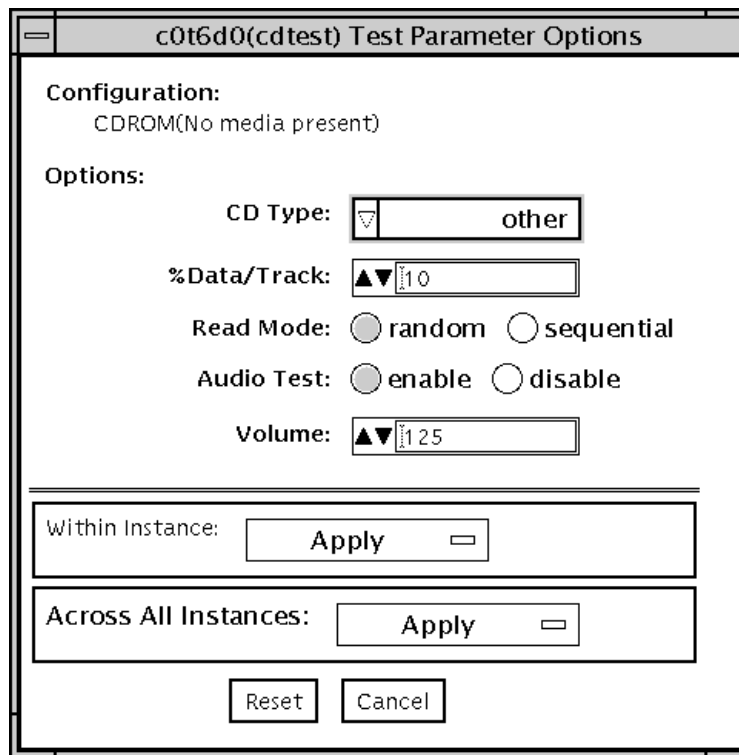 c0t6d0(cdtest) Test Parameter Options
Configuration:
CDROM(No media present)
Options:
CD Type: other
%Data/Track: 10
Read Mode: random sequential
Audio Test: enable disable
Volume: 125
Within Instance: Apply
Across All Instances: Apply
Reset Cancel